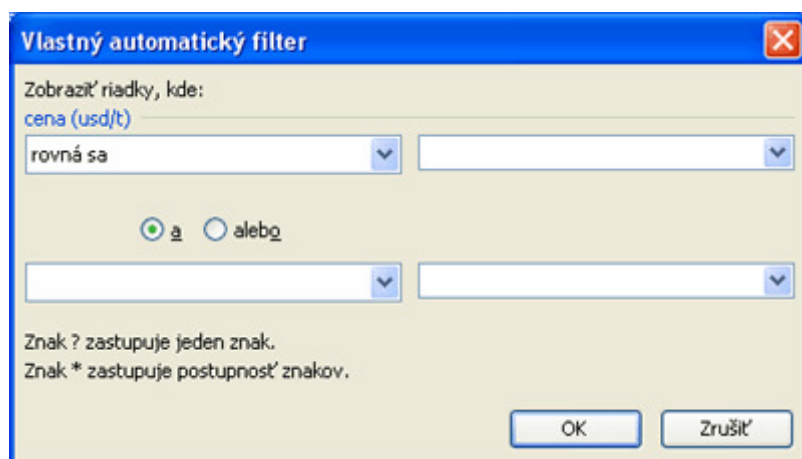 Vlastný automatický filter
Zobraziť riadky, kde:
cena (usd/t)
rovná sa
a alebo
Znak ? zastupuje jeden znak.
Znak * zastupuje postupnosť znakov.
OK Zrušiť